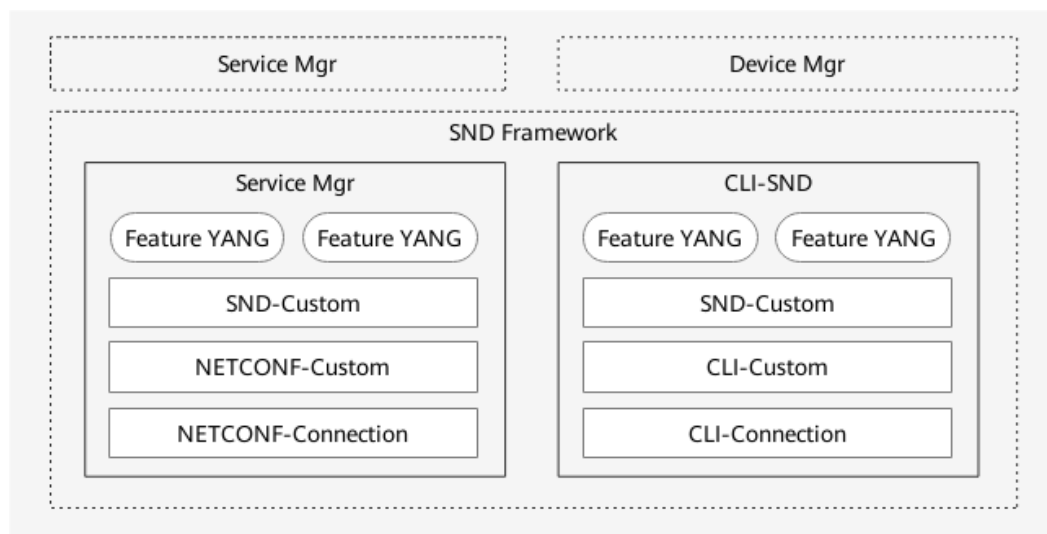 Service Mgr
Device Mgr
SND Framework
Service Mgr
Feature YANG
Feature YANG
SND-Custom
NETCONF-Custom
NETCONF-Connection
CLI-SND
Feature YANG
Feature YANG
SND-Custom
CLI-Custom
CLI-Connection